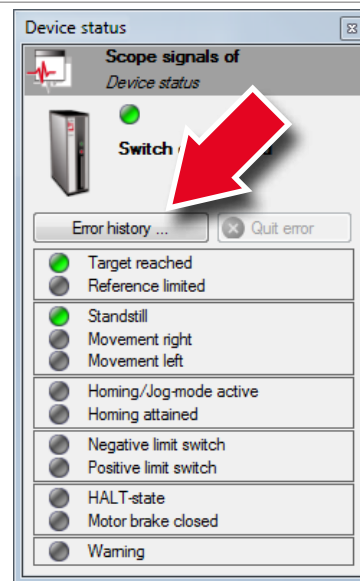 Device status
Scope signals of
Device status
Switch
Error history ...
Quit error
Target reached
Reference limited
Standstill
Movement right
Movement left
Homing/Jog-mode active
Homing attained
Negative limit switch
Positive limit switch
HALT-state
Motor brake closed
Warning